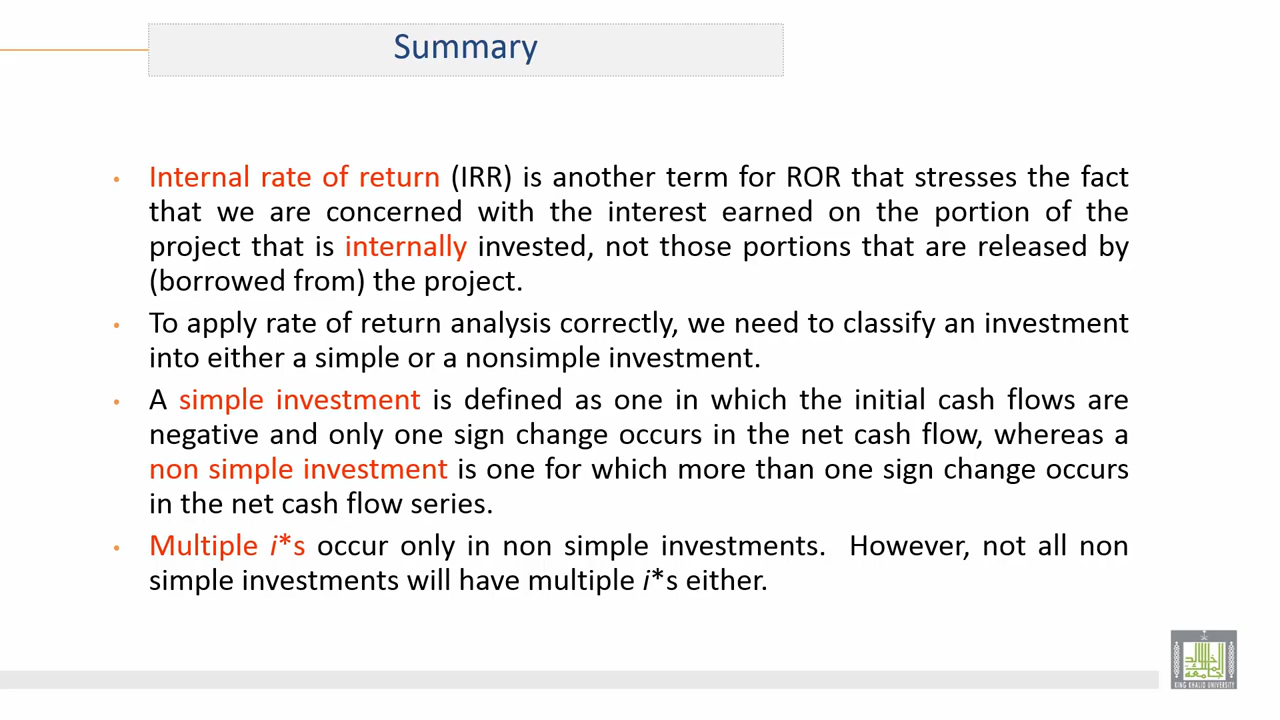 Summary
• Internal rate of return (IRR) is another term for ROR that stresses the fact
that we are concerned with the interest earned on the portion of the
project that is internally invested, not those portions that are released by
(borrowed from) the project.
• To apply rate of return analysis correctly, we need to classify an investment
into either a simple or a nonsimple investment.
• A simple investment is defined as one in which the initial cash flows are
negative and only one sign change occurs in the net cash flow, whereas a
non simple investment is one for which more than one sign change occurs
in the net cash flow series.
• Multiple i*s occur only in non simple investments.  However, not all non
simple investments will have multiple i*s either.
KING KHALID UNIVERSITY